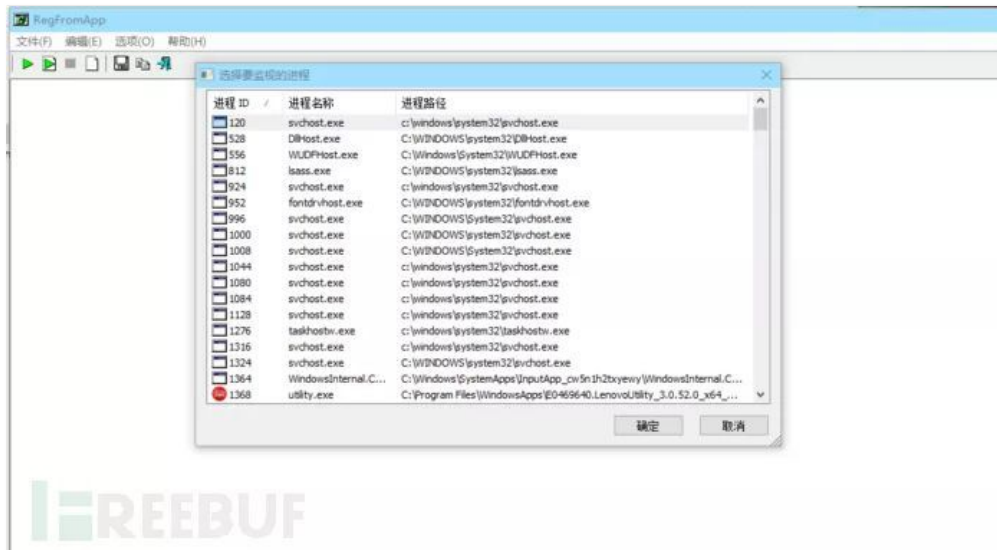 RegFromApp
文件(F) 编辑(E) 选项(O) 帮助(H)
选择要监视的进程
进程 ID / 进程名称 进程路径
120 svchost.exe c:\windows\system32\svchost.exe
528 DllHost.exe C:\WINDOWS\system32\DllHost.exe
556 WUDFHost.exe C:\Windows\System32\WUDFHost.exe
812 lsass.exe C:\WINDOWS\system32\lsass.exe
924 svchost.exe c:\windows\system32\svchost.exe
952 fontdrvhost.exe C:\WINDOWS\system32\fontdrvhost.exe
996 svchost.exe C:\WINDOWS\System32\svchost.exe
1000 svchost.exe C:\WINDOWS\system32\svchost.exe
1008 svchost.exe C:\WINDOWS\System32\svchost.exe
1044 svchost.exe c:\windows\system32\svchost.exe
1080 svchost.exe c:\windows\system32\svchost.exe
1084 svchost.exe c:\windows\system32\svchost.exe
1128 svchost.exe c:\windows\system32\svchost.exe
1276 taskhostw.exe c:\windows\system32\taskhostw.exe
1316 svchost.exe c:\windows\system32\svchost.exe
1324 svchost.exe C:\WINDOWS\system32\svchost.exe
1364 WindowsInternal.C... C:\Windows\SystemApps\InputApp_cw5n1h2txyewy\WindowsInternal.C...
1368 utility.exe C:\Program Files\WindowsApps\E0469640.LenovoUtility_3.0.52.0_x64_...
确定 取消
FREEBUF